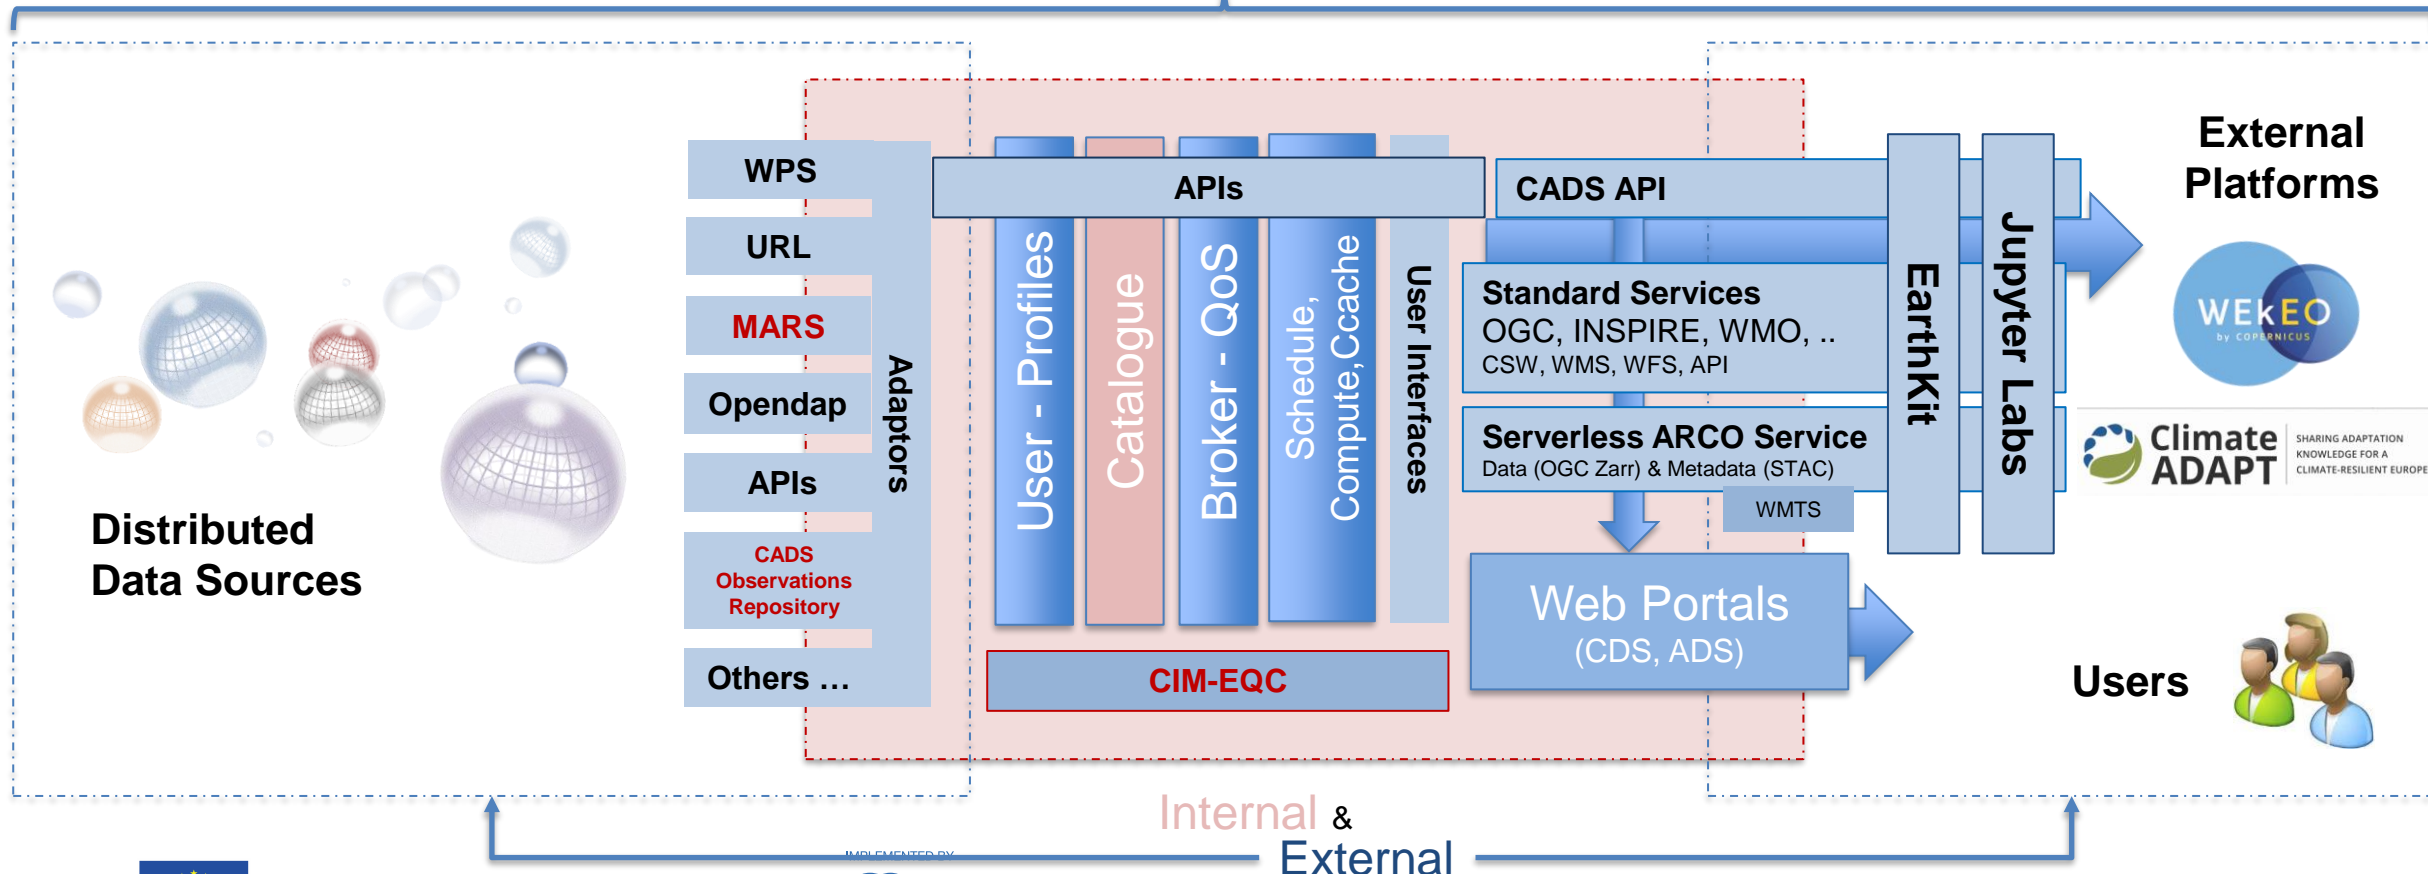 Distributed
Data Sources
WPS
URL
MARS
Opendap
APIs
CADS
Observations
Repository
Others ...
Adaptors
APIs
User - Profiles
Catalogue
Broker - QoS
Schedule,
Compute,Ccache
User Interfaces
CIM-EQC
CADS API
Standard Services
OGC, INSPIRE, WMO, ..
CSW, WMS, WFS, API
Serverless ARCO Service
Data (OGC Zarr) & Metadata (STAC)
WMTS
Web Portals
(CDS, ADS)
EarthKit
Jupyter Labs
External
Platforms
WEkEO
by COPERNICUS
Climate
ADAPT
SHARING ADAPTATION
KNOWLEDGE FOR A
CLIMATE-RESILIENT EUROPE
Users
Internal &
External
IMPLEMENTED BY